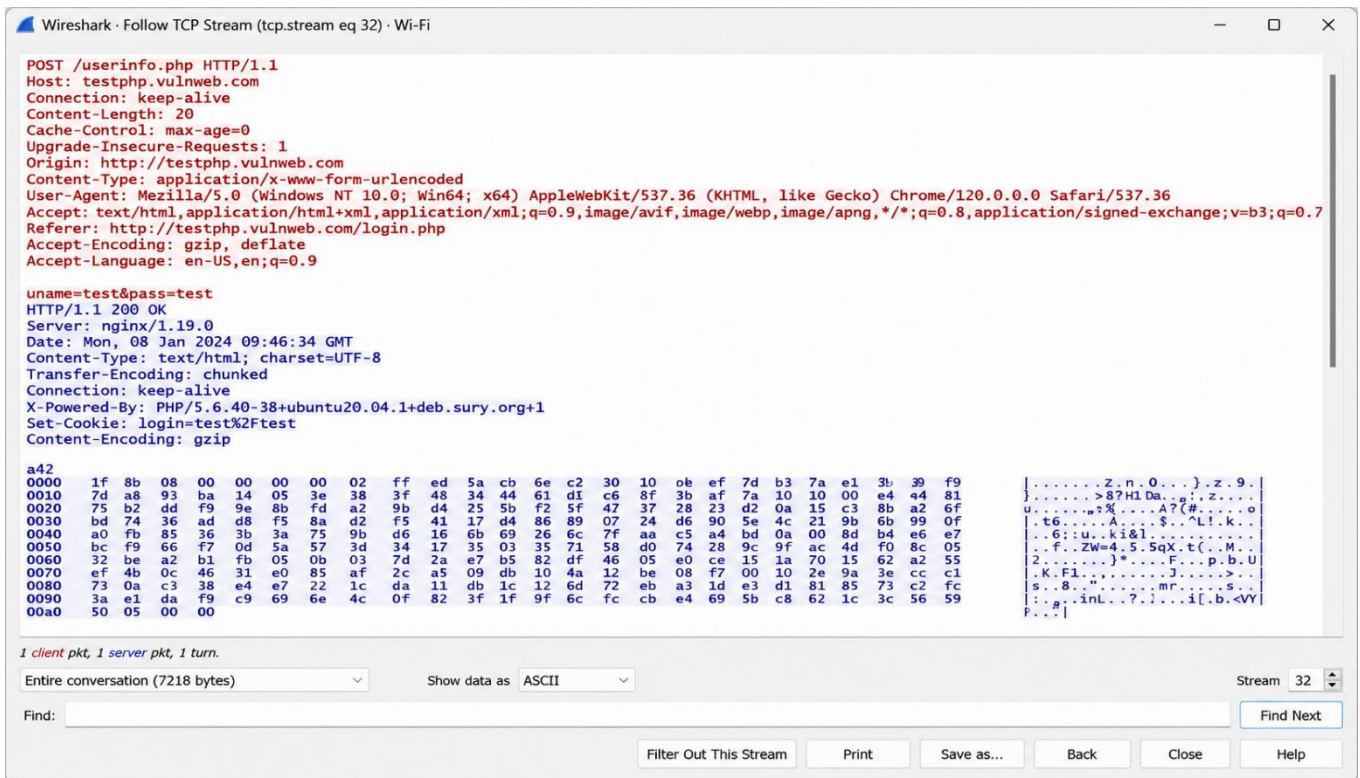 Wireshark · Follow TCP Stream (tcp.stream eq 32) · Wi-Fi
POST /userinfo.php HTTP/1.1
Host: testphp.vulnweb.com
Connection: keep-alive
Content-Length: 20
Cache-Control: max-age=0
Upgrade-Insecure-Requests: 1
Origin: http://testphp.vulnweb.com
Content-Type: application/x-www-form-urlencoded
User-Agent: Mozilla/5.0 (Windows NT 10.0; Win64; x64) AppleWebKit/537.36 (KHTML, like Gecko) Chrome/120.0.0.0 Safari/537.36
Accept: text/html,application/html+xml,application/xml;q=0.9,image/avif,image/webp,image/apng,*/*;q=0.8,application/signed-exchange;v=b3;q=0.7
Referer: http://testphp.vulnweb.com/login.php
Accept-Encoding: gzip, deflate
Accept-Language: en-US,en;q=0.9
uname=test&pass=test
HTTP/1.1 200 OK
Server: nginx/1.19.0
Date: Mon, 08 Jan 2024 09:46:34 GMT
Content-Type: text/html; charset=UTF-8
Transfer-Encoding: chunked
Connection: keep-alive
X-Powered-By: PHP/5.6.40-38+ubuntu20.04.1+deb.sury.org+1
Set-Cookie: login=test%2Ftest
Content-Encoding: gzip
a42
0000 1f 8b 08 00 00 00 00 02 ff ed 5a cb 6e c2 30 10 ef 7d b3 7a e1 39 f9
0010 7d a8 93 ba 14 05 3e 38 3f 48 34 44 61 c6 8f 3b af 7a 10 10 00 e4 44 81
0020 75 b2 dd f9 9e 8b fd a2 9b d4 25 5b f2 5f 47 37 28 23 d2 0a 15 c3 8b a2 6f
0030 bd 74 36 ad d8 f5 8a d2 f5 41 17 d4 86 89 07 24 d6 90 5e 4c 21 9b 6b 99 0f
0040 a0 fb 85 36 3b 3a 75 9b d6 16 6b 69 26 6c 7f aa c5 a4 bd 0a 00 8d b4 e6 e7
0050 bc f9 66 f7 0d 5a 57 3d 34 17 35 03 35 71 58 d0 74 28 9c 9f ac 4d f0 8c 05
0060 32 be a2 b1 fb 05 0b 03 7d 2a e7 b5 82 df 46 05 e0 ce 15 1a 70 15 62 a2 55
0070 ef 4b 0c 46 31 e0 85 af 2c a5 09 db 10 4a 12 be 08 f7 00 10 2e 9a 3e cc c1
0080 73 0a c3 38 e4 e7 22 1c da 11 db 1c 12 6d 72 eb a3 1d e3 d1 81 85 73 c2 fc
0090 3a e1 da f9 c9 69 6e 4c 0f 82 3f 1f 9f 6c fc cb e4 69 5b c8 62 1c 3c 56 59
00a0 50 05 00 00
1 client pkt, 1 server pkt, 1 turn.
Entire conversation (7218 bytes) Show data as ASCII Stream 32
Find: Find Next
Filter Out This Stream Print Save as... Back Close Help